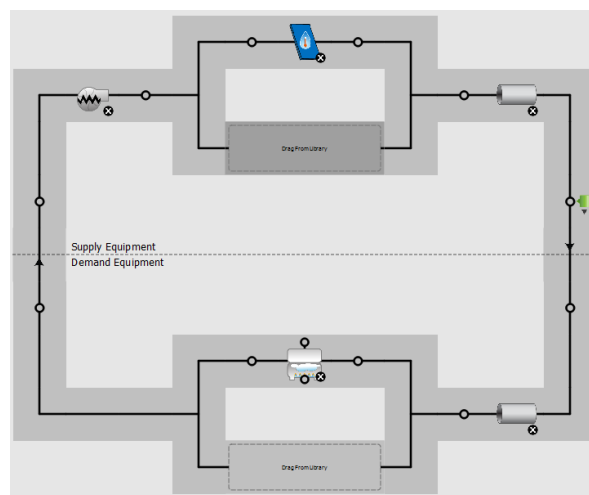 Drag From Library
Supply Equipment
Demand Equipment
Drag From Library